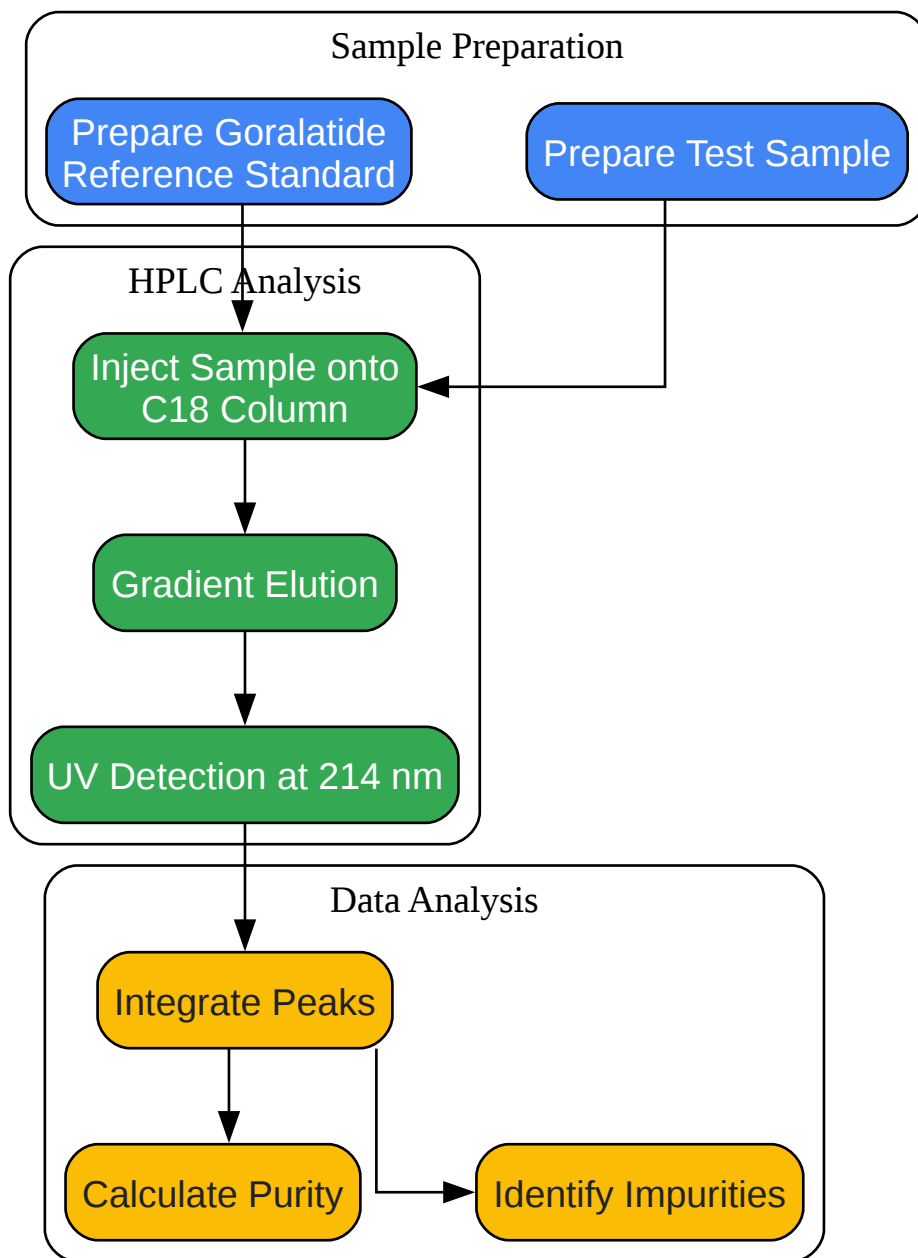 Sample Preparation
Prepare Goralatide
Reference Standard
Prepare Test Sample
HPLC Analysis
Inject Sample onto
C18 Column
Gradient Elution
UV Detection at 214 nm
Data Analysis
Integrate Peaks
Calculate Purity
Identify Impurities